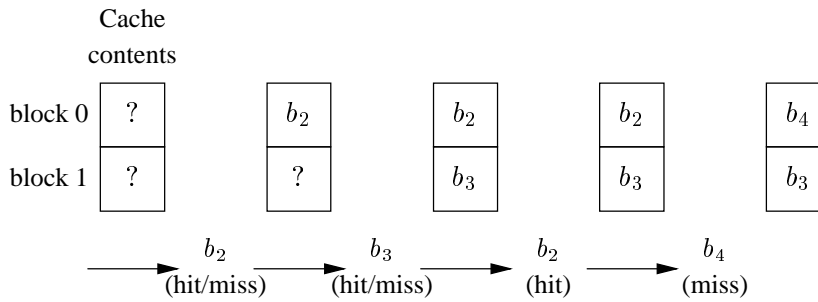 Cache
contents
block 0 ? b₂ b₂ b₂ b₄
block 1 ? ? b₃ b₃ b₃
b₂ b₃ b₂ b₄
(hit/miss) (hit/miss) (hit) (miss)